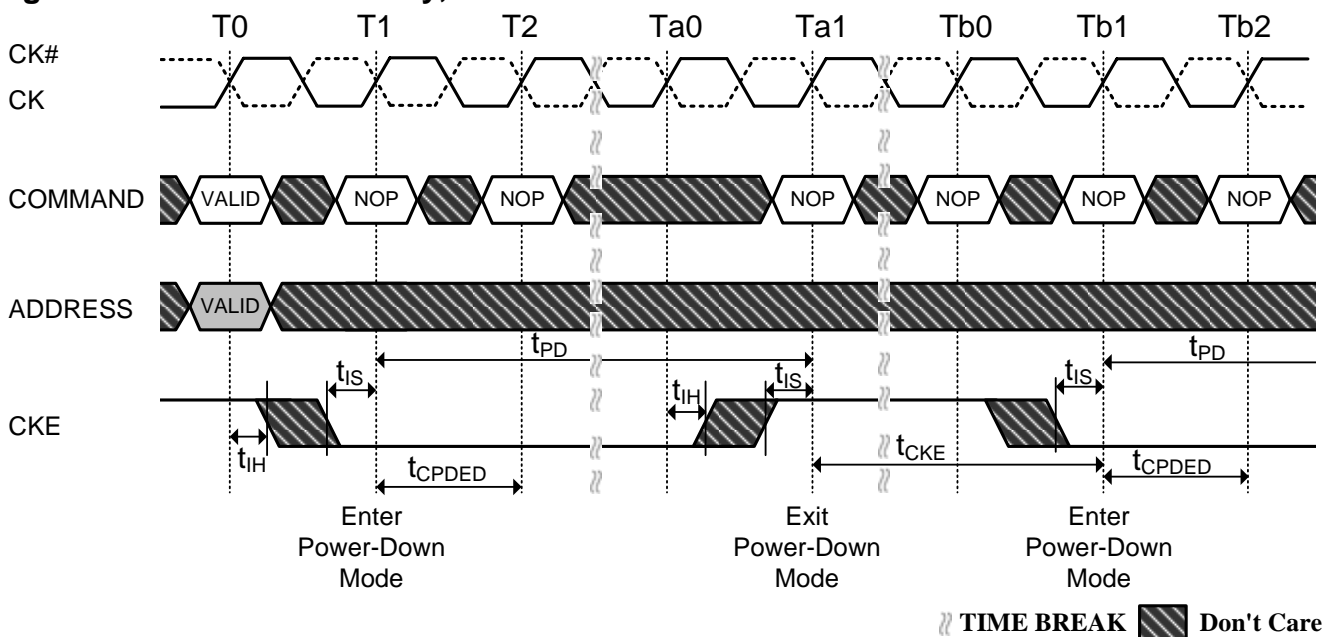 T0 T1 T2 Ta0 Ta1 Tb0 Tb1 Tb2
CK#
CK
COMMAND VALID NOP NOP NOP NOP NOP NOP
ADDRESS VALID
tPD tPD
tIS tIH tIS tIS
CKE
tIH tCPDED tCKE tCPDED
Enter Exit Enter
Power-Down Power-Down Power-Down
Mode Mode Mode
TIME BREAK Don't Care